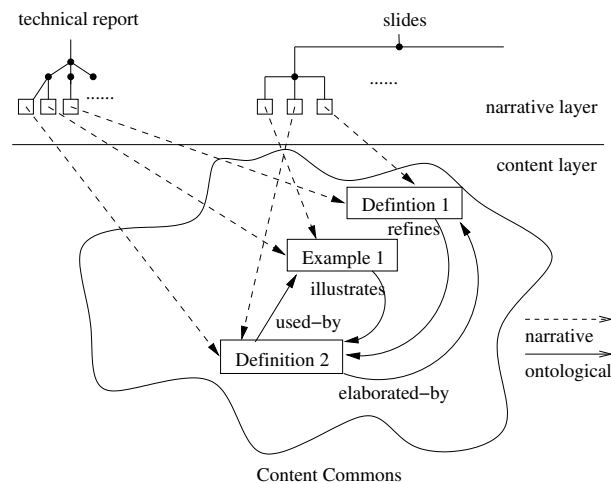 technical report
slides
......
......
narrative layer
content layer
Defintion 1
refines
Example 1
illustrates
used−by
narrative
Definition 2
ontological
elaborated−by
Content Commons